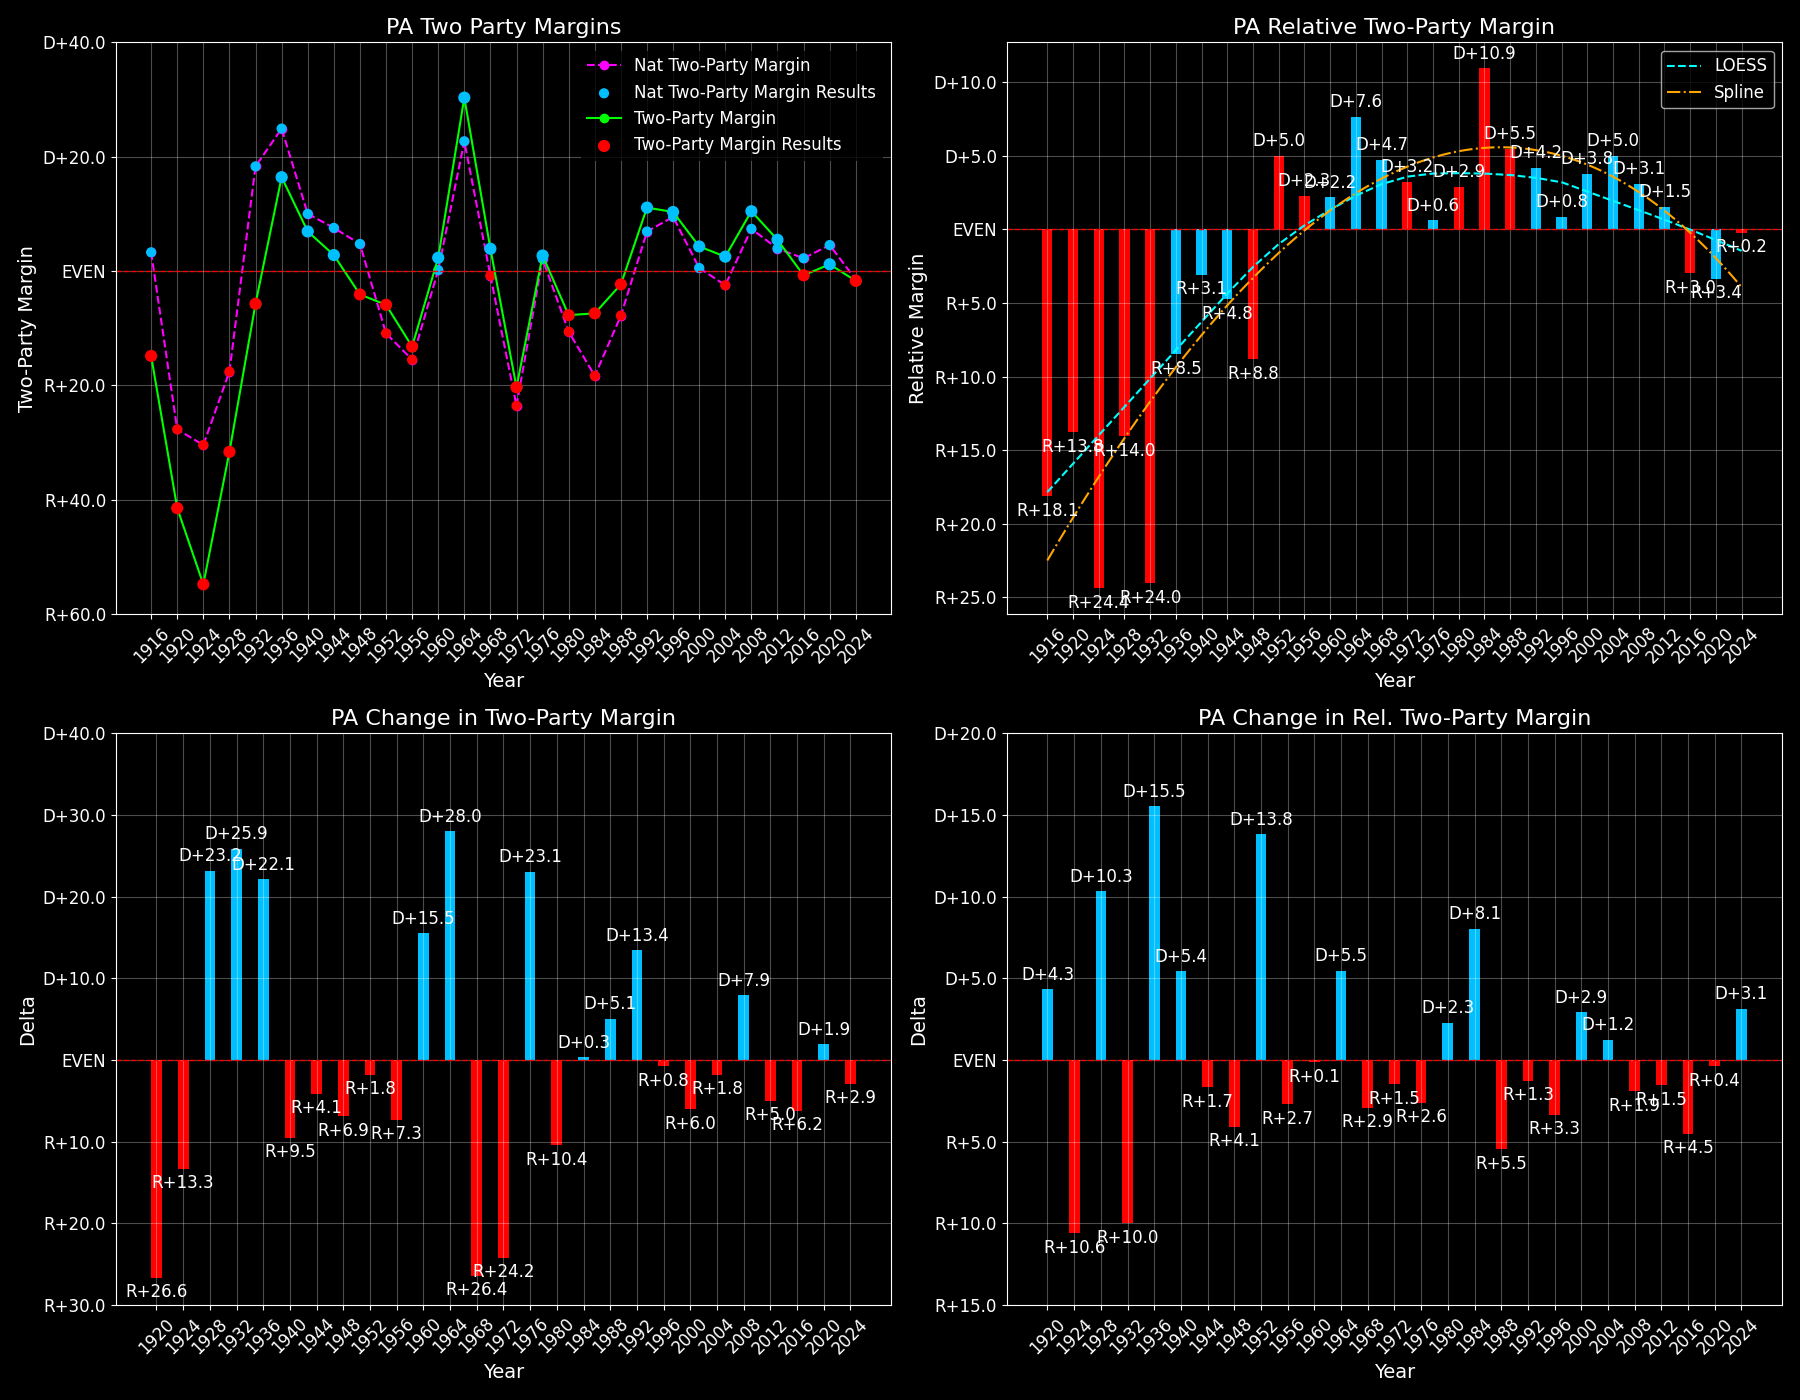 PA Two Party Margins
D+40.0
D+20.0
EVEN
R+20.0
R+40.0
R+60.0
Two-Party Margin
Nat Two-Party Margin
Nat Two-Party Margin Results
Two-Party Margin
Two-Party Margin Results
1916 1920 1924 1928 1932 1936 1940 1944 1948 1952 1956 1960 1964 1968 1972 1976 1980 1984 1988 1992 1996 2000 2004 2008 2012 2016 2020 2024
Year
PA Relative Two-Party Margin
D+10.0
D+5.0
EVEN
R+5.0
R+10.0
R+15.0
R+20.0
R+25.0
Relative Margin
LOESS
Spline
R+18.1
R+13.8
R+24.4
R+14.0
R+24.0
R+8.5
R+3.1
R+4.8
R+8.8
D+5.0
D+2.3
D+2.2
D+7.6
D+4.7
D+3.2
D+0.6
D+2.9
D+10.9
D+5.5
D+4.2
D+0.8
D+3.8
D+5.0
D+3.1
D+1.5
R+3.0
R+3.4
R+0.2
1916 1920 1924 1928 1932 1936 1940 1944 1948 1952 1956 1960 1964 1968 1972 1976 1980 1984 1988 1992 1996 2000 2004 2008 2012 2016 2020 2024
Year
PA Change in Two-Party Margin
D+40.0
D+30.0
D+20.0
D+10.0
EVEN
R+10.0
R+20.0
R+30.0
Delta
R+26.6
R+13.3
D+23.2
D+25.9
D+22.1
R+9.5
R+4.1
R+6.9
R+1.8
R+7.3
D+15.5
D+28.0
R+26.4
R+24.2
D+23.1
R+10.4
D+0.3
D+5.1
D+13.4
R+0.8
R+6.0
R+1.8
D+7.9
R+5.0
R+6.2
D+1.9
R+2.9
1920 1924 1928 1932 1936 1940 1944 1948 1952 1956 1960 1964 1968 1972 1976 1980 1984 1988 1992 1996 2000 2004 2008 2012 2016 2020 2024
Year
PA Change in Rel. Two-Party Margin
D+20.0
D+15.0
D+10.0
D+5.0
EVEN
R+5.0
R+10.0
R+15.0
Delta
D+4.3
R+10.6
D+10.3
R+10.0
D+15.5
D+5.4
R+1.7
R+4.1
D+13.8
R+2.7
R+0.1
D+5.5
R+2.9
R+1.5
R+2.6
D+2.3
D+8.1
R+5.5
R+1.3
R+3.3
D+2.9
D+1.2
R+1.9
R+1.5
R+4.5
R+0.4
D+3.1
1920 1924 1928 1932 1936 1940 1944 1948 1952 1956 1960 1964 1968 1972 1976 1980 1984 1988 1992 1996 2000 2004 2008 2012 2016 2020 2024
Year